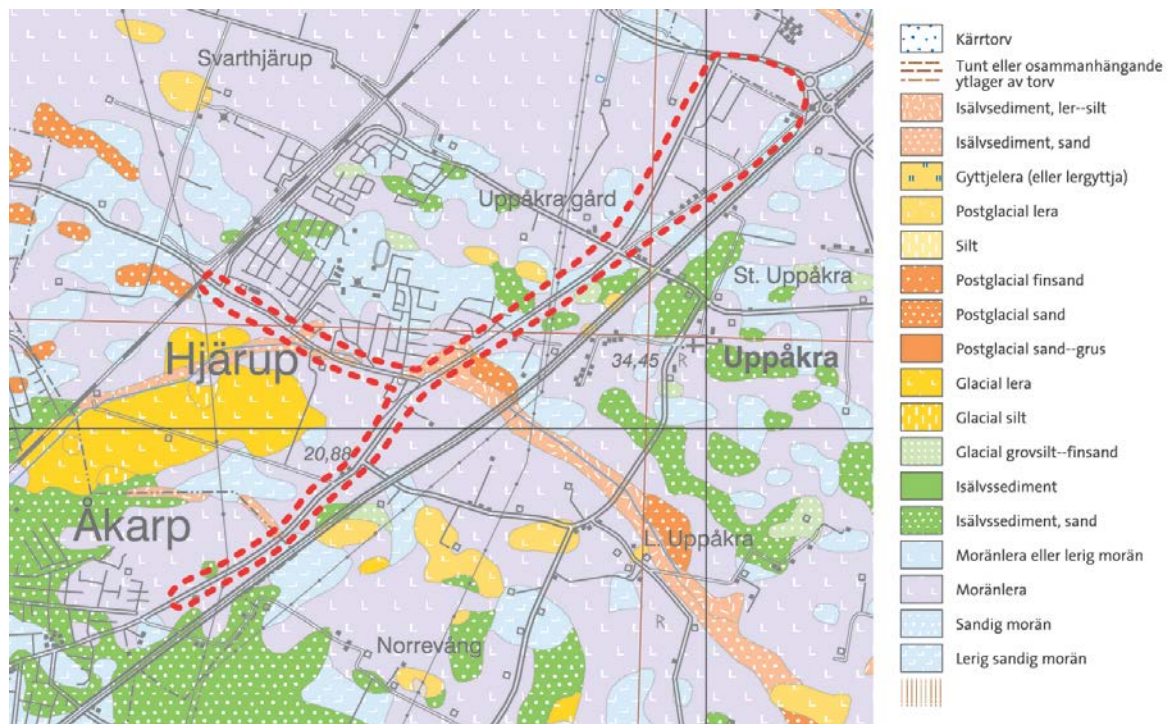 Svarthjärup
Uppåkra gård
St. Uppåkra
Hjärup
34,45
R
Uppåkra
20,88
Åkarp
L. Uppåkra
R
Norrevång
Kärrtorv
Tunt eller osammanhängande
ytlager av torv
Isälvsediment, ler--silt
Isälvsediment, sand
Gyttjelera (eller lergyttja)
Postglacial lera
Silt
Postglacial finsand
Postglacial sand
Postglacial sand--grus
Glacial lera
Glacial silt
Glacial grovsilt--finsand
Isälvssediment
Isälvssediment, sand
Moränlera eller lerig morän
Moränlera
Sandig morän
Lerig sandig morän